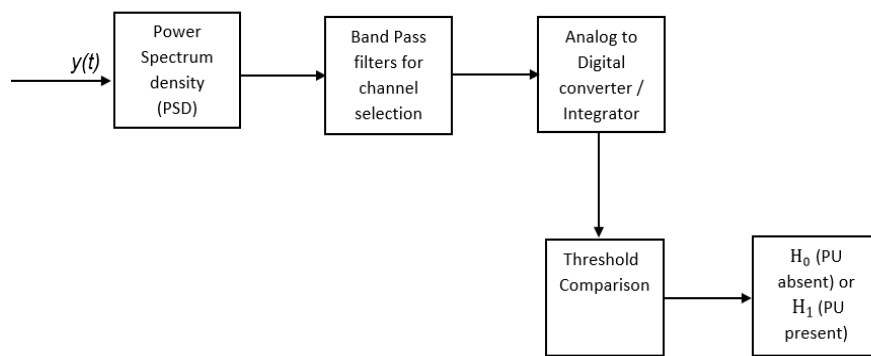 y(t)
Power
Spectrum
density
(PSD)
Band Pass
filters for
channel
selection
Analog to
Digital
converter /
Integrator
Threshold
Comparison
H₀ (PU
absent) or
H₁ (PU
present)